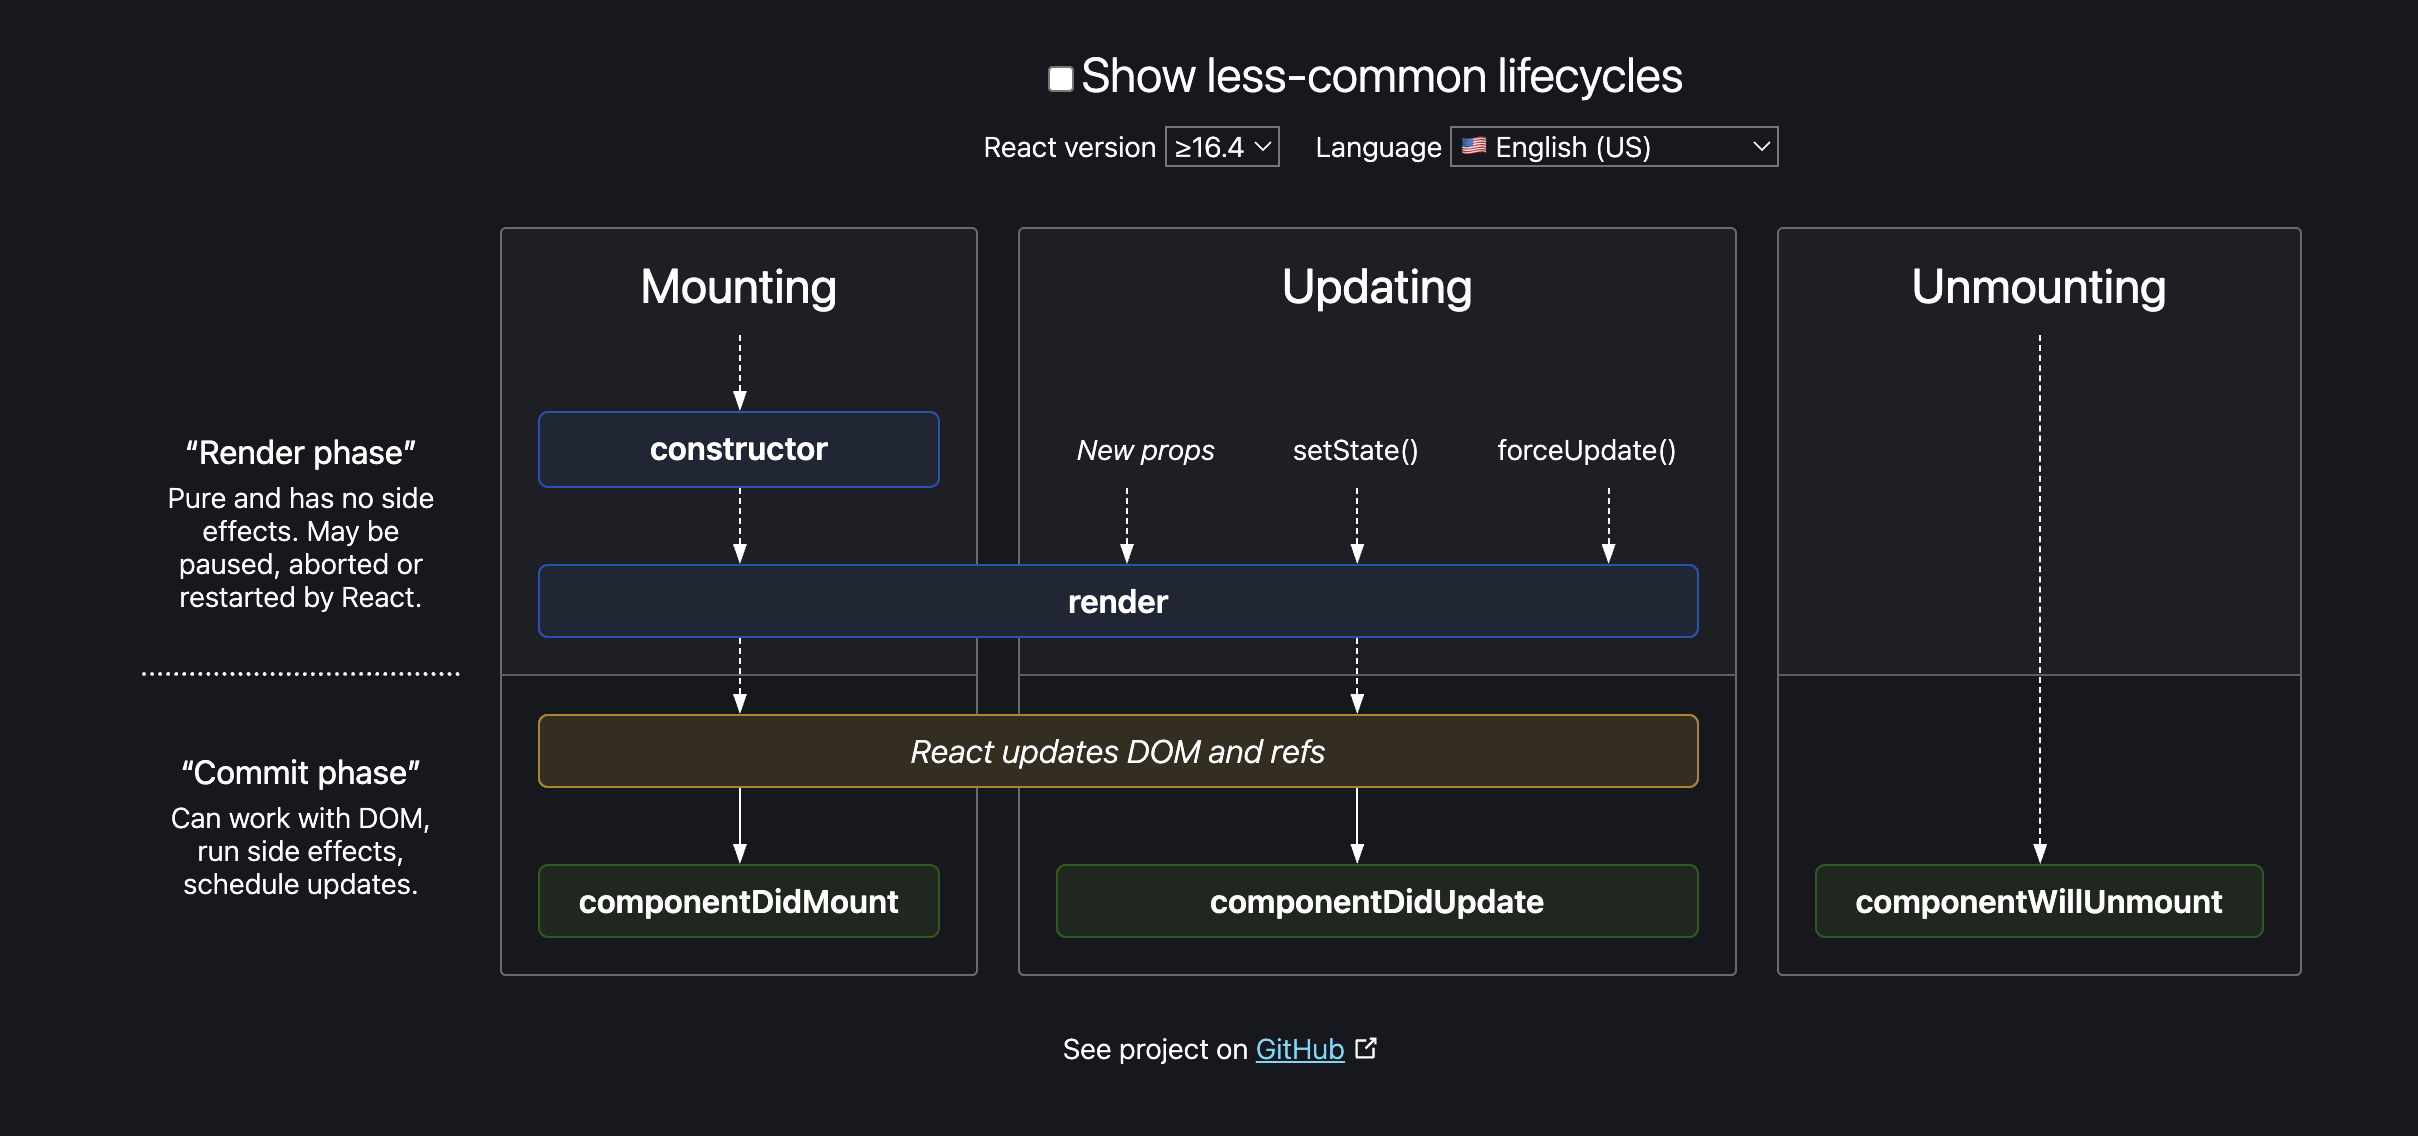 Show less-common lifecycles
React version ≥16.4 Language 🇺🇸 English (US)
Mounting
Updating
Unmounting
“Render phase”
Pure and has no side
effects. May be
paused, aborted or
restarted by React.
constructor
New props
setState()
forceUpdate()
render
“Commit phase”
Can work with DOM,
run side effects,
schedule updates.
React updates DOM and refs
componentDidMount
componentDidUpdate
componentWillUnmount
See project on GitHub